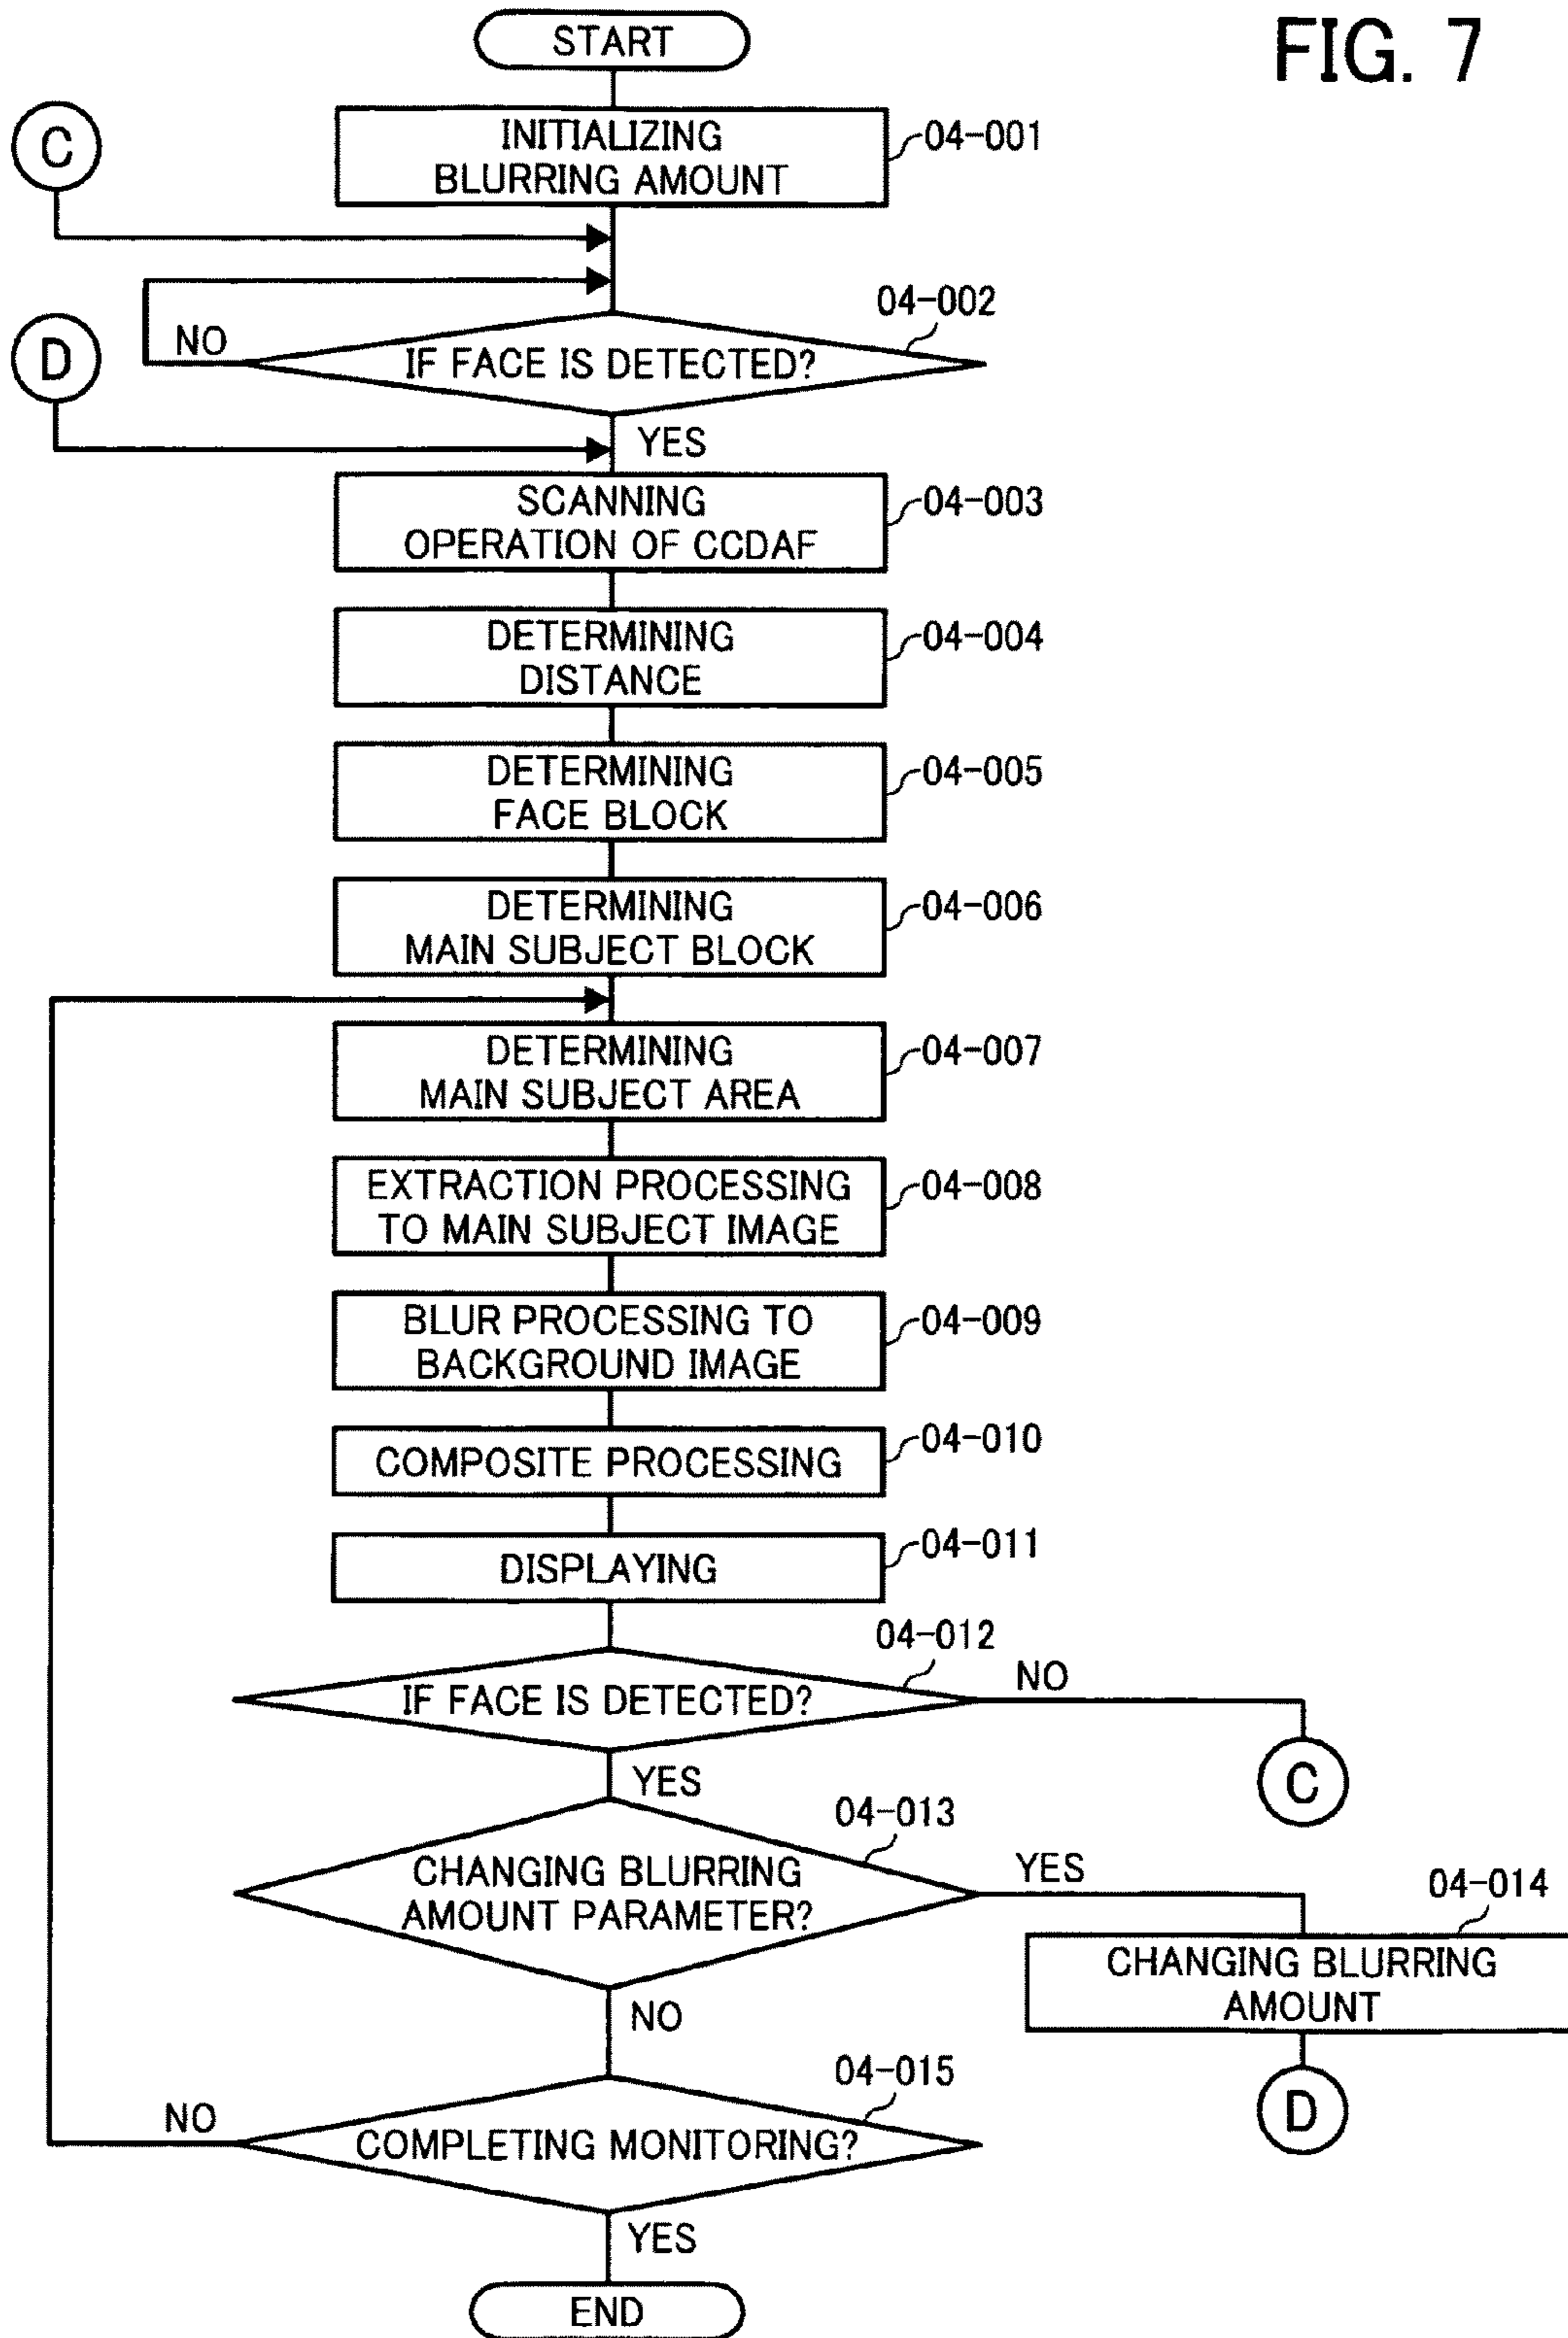 FIG. 7
START
C
INITIALIZING
BLURRING AMOUNT
04-001
04-002
D
NO
IF FACE IS DETECTED?
YES
SCANNING
OPERATION OF CCDAF
04-003
DETERMINING
DISTANCE
04-004
DETERMINING
FACE BLOCK
04-005
DETERMINING
MAIN SUBJECT BLOCK
04-006
DETERMINING
MAIN SUBJECT AREA
04-007
EXTRACTION PROCESSING
TO MAIN SUBJECT IMAGE
04-008
BLUR PROCESSING TO
BACKGROUND IMAGE
04-009
COMPOSITE PROCESSING
04-010
DISPLAYING
04-011
04-012
IF FACE IS DETECTED?
NO
C
YES
04-013
CHANGING BLURRING
AMOUNT PARAMETER?
YES
04-014
CHANGING BLURRING
AMOUNT
D
NO
04-015
NO
COMPLETING MONITORING?
YES
END